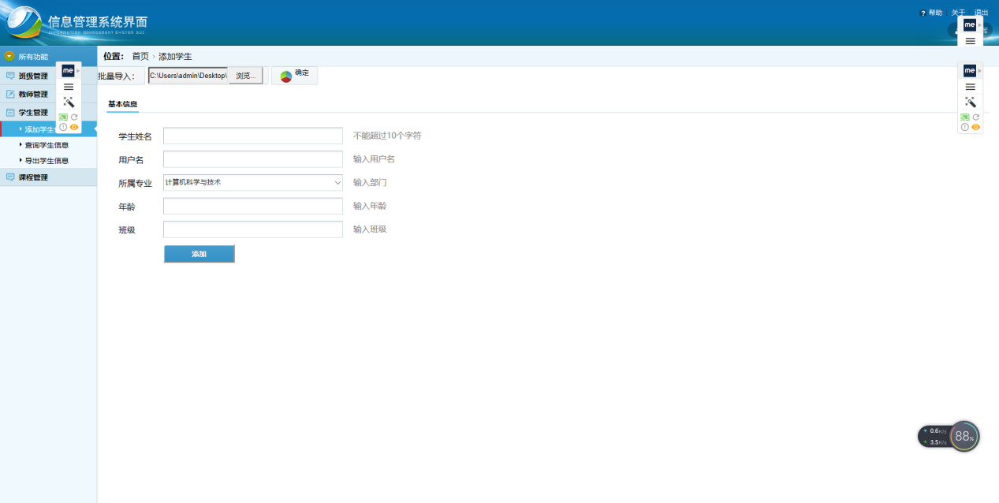 信息管理系统界面
INFORMATION MANAGEMENT SYSTEM GUI
? 帮助 关于 退出
me
所有功能
位置： 首页 › 添加学生
班级管理
me
me
批量导入： C:\Users\admin\Desktop\ 浏览... 确定
教师管理
基本信息
学生管理
添加学生
学生姓名 不能超过10个字符
查询学生信息
用户名 输入用户名
导出学生信息
课程管理
所属专业 计算机科学与技术 输入部门
年龄 输入年龄
班级 输入班级
添加
0.6K/s
3.5K/s
88%